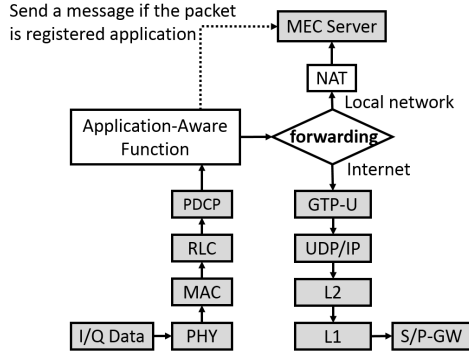 Send a message if the packet
is registered application
MEC Server
NAT
Local network
Application-Aware
Function
forwarding
Internet
PDCP
GTP-U
RLC
UDP/IP
MAC
L2
I/Q Data
PHY
L1
S/P-GW